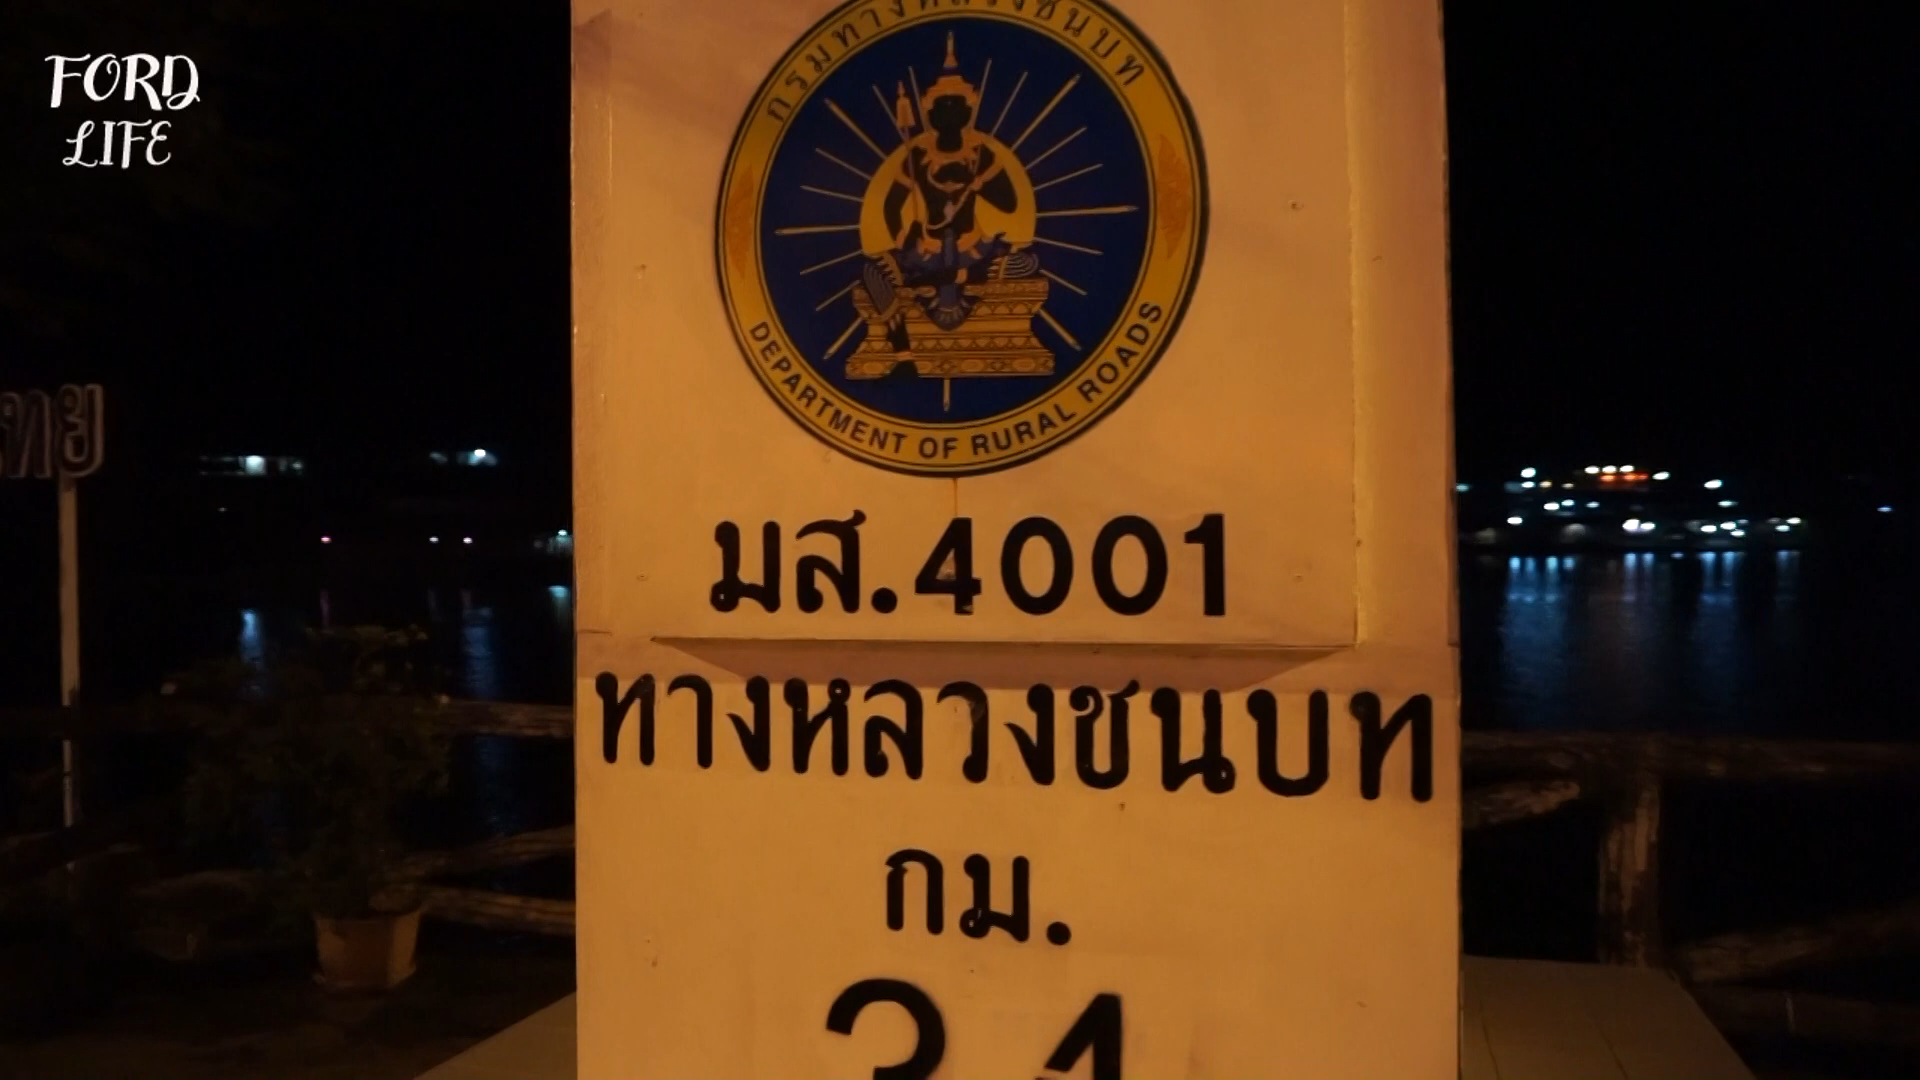 FORD
LIFE
กรมทางหลวงชนบท
DEPARTMENT OF RURAL ROADS
มส.4001
ทางหลวงชนบท
กม.